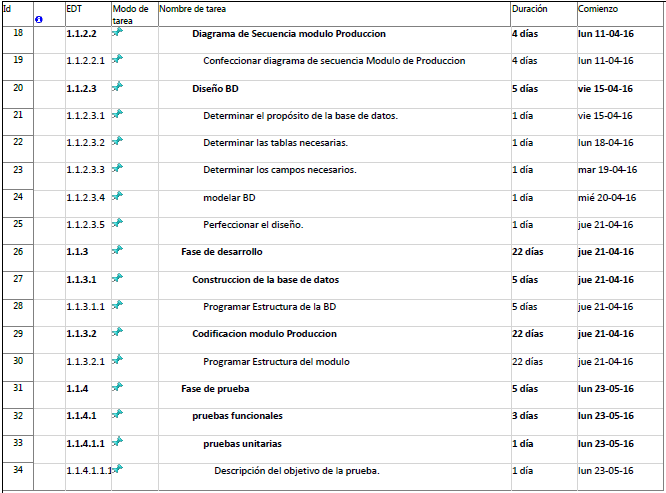 Id EDT Modo de tarea Nombre de tarea Duración Comienzo
18 1.1.2.2 Diagrama de Secuencia modulo Produccion 4 días lun 11-04-16
19 1.1.2.2.1 Confeccionar diagrama de secuencia Modulo de Produccion 4 días lun 11-04-16
20 1.1.2.3 Diseño BD 5 días vie 15-04-16
21 1.1.2.3.1 Determinar el propósito de la base de datos. 1 día vie 15-04-16
22 1.1.2.3.2 Determinar las tablas necesarias. 1 día lun 18-04-16
23 1.1.2.3.3 Determinar los campos necesarios. 1 día mar 19-04-16
24 1.1.2.3.4 modelar BD 1 día mié 20-04-16
25 1.1.2.3.5 Perfeccionar el diseño. 1 día jue 21-04-16
26 1.1.3 Fase de desarrollo 22 días jue 21-04-16
27 1.1.3.1 Construccion de la base de datos 5 días jue 21-04-16
28 1.1.3.1.1 Programar Estructura de la BD 5 días jue 21-04-16
29 1.1.3.2 Codificacion modulo Produccion 22 días jue 21-04-16
30 1.1.3.2.1 Programar Estructura del modulo 22 días jue 21-04-16
31 1.1.4 Fase de prueba 5 días lun 23-05-16
32 1.1.4.1 pruebas funcionales 3 días lun 23-05-16
33 1.1.4.1.1 pruebas unitarias 1 día lun 23-05-16
34 1.1.4.1.1.1 Descripción del objetivo de la prueba. 1 día lun 23-05-16